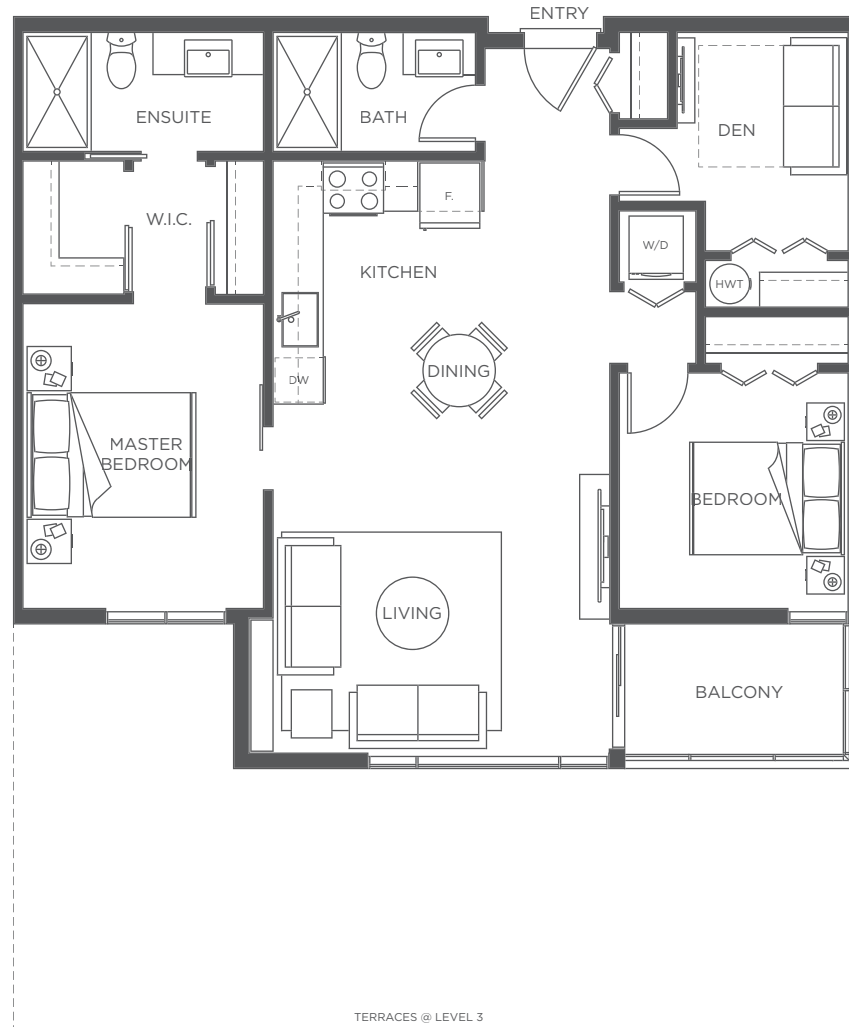 ENTRY
ENSUITE
BATH
DEN
F.
W.I.C.
W/D
KITCHEN
HWT
DINING
DW
MASTER
BEDROOM
BEDROOM
LIVING
BALCONY
TERRACES @ LEVEL 3